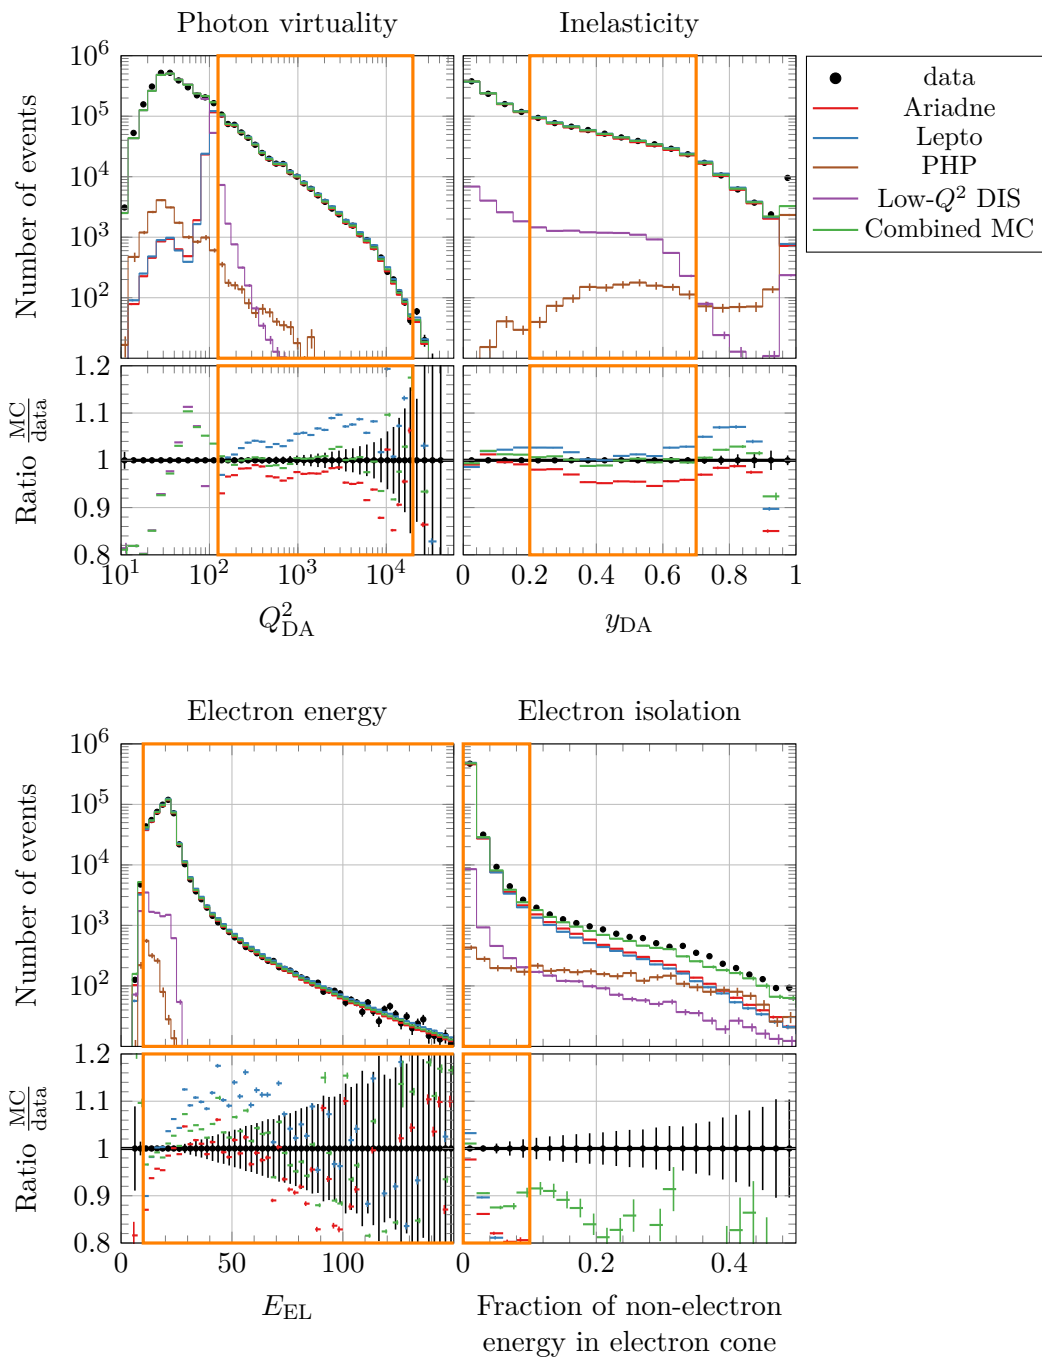 Photon virtuality
Inelasticity
10^6
10^5
10^4
10^3
10^2
Number of events
data
Ariadne
Lepto
PHP
Low-Q^2 DIS
Combined MC
1.2
1.1
1
0.9
0.8
Ratio MC/data
10^1 10^2 10^3 10^4
0 0.2 0.4 0.6 0.8 1
Q^2_DA
y_DA
Electron energy
Electron isolation
10^6
10^5
10^4
10^3
10^2
Number of events
1.2
1.1
1
0.9
0.8
Ratio MC/data
0 50 100
0 0.2 0.4
E_EL
Fraction of non-electron
energy in electron cone